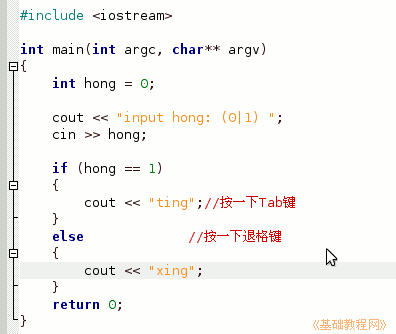 #include <iostream>
int main(int argc, char** argv)
{
int hong = 0;
cout << "input hong: (0|1) ";
cin >> hong;
if (hong == 1)
{
cout << "ting";//按一下Tab键
}
else //按一下退格键
{
cout << "xing";
}
return 0;
}
《基础教程网》